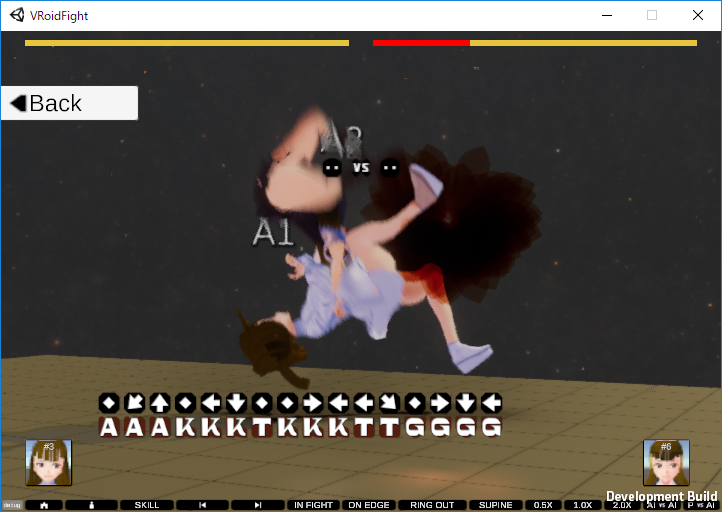 VRoidFight
Back
A2
VS
A1
A A A K K K T K K K T T G G G G
#3
#6
Development Build
debug SKILL IN FIGHT ON EDGE RING OUT SUPINE 0.5X 1.0X 2.0X AI vs AI P vs AI